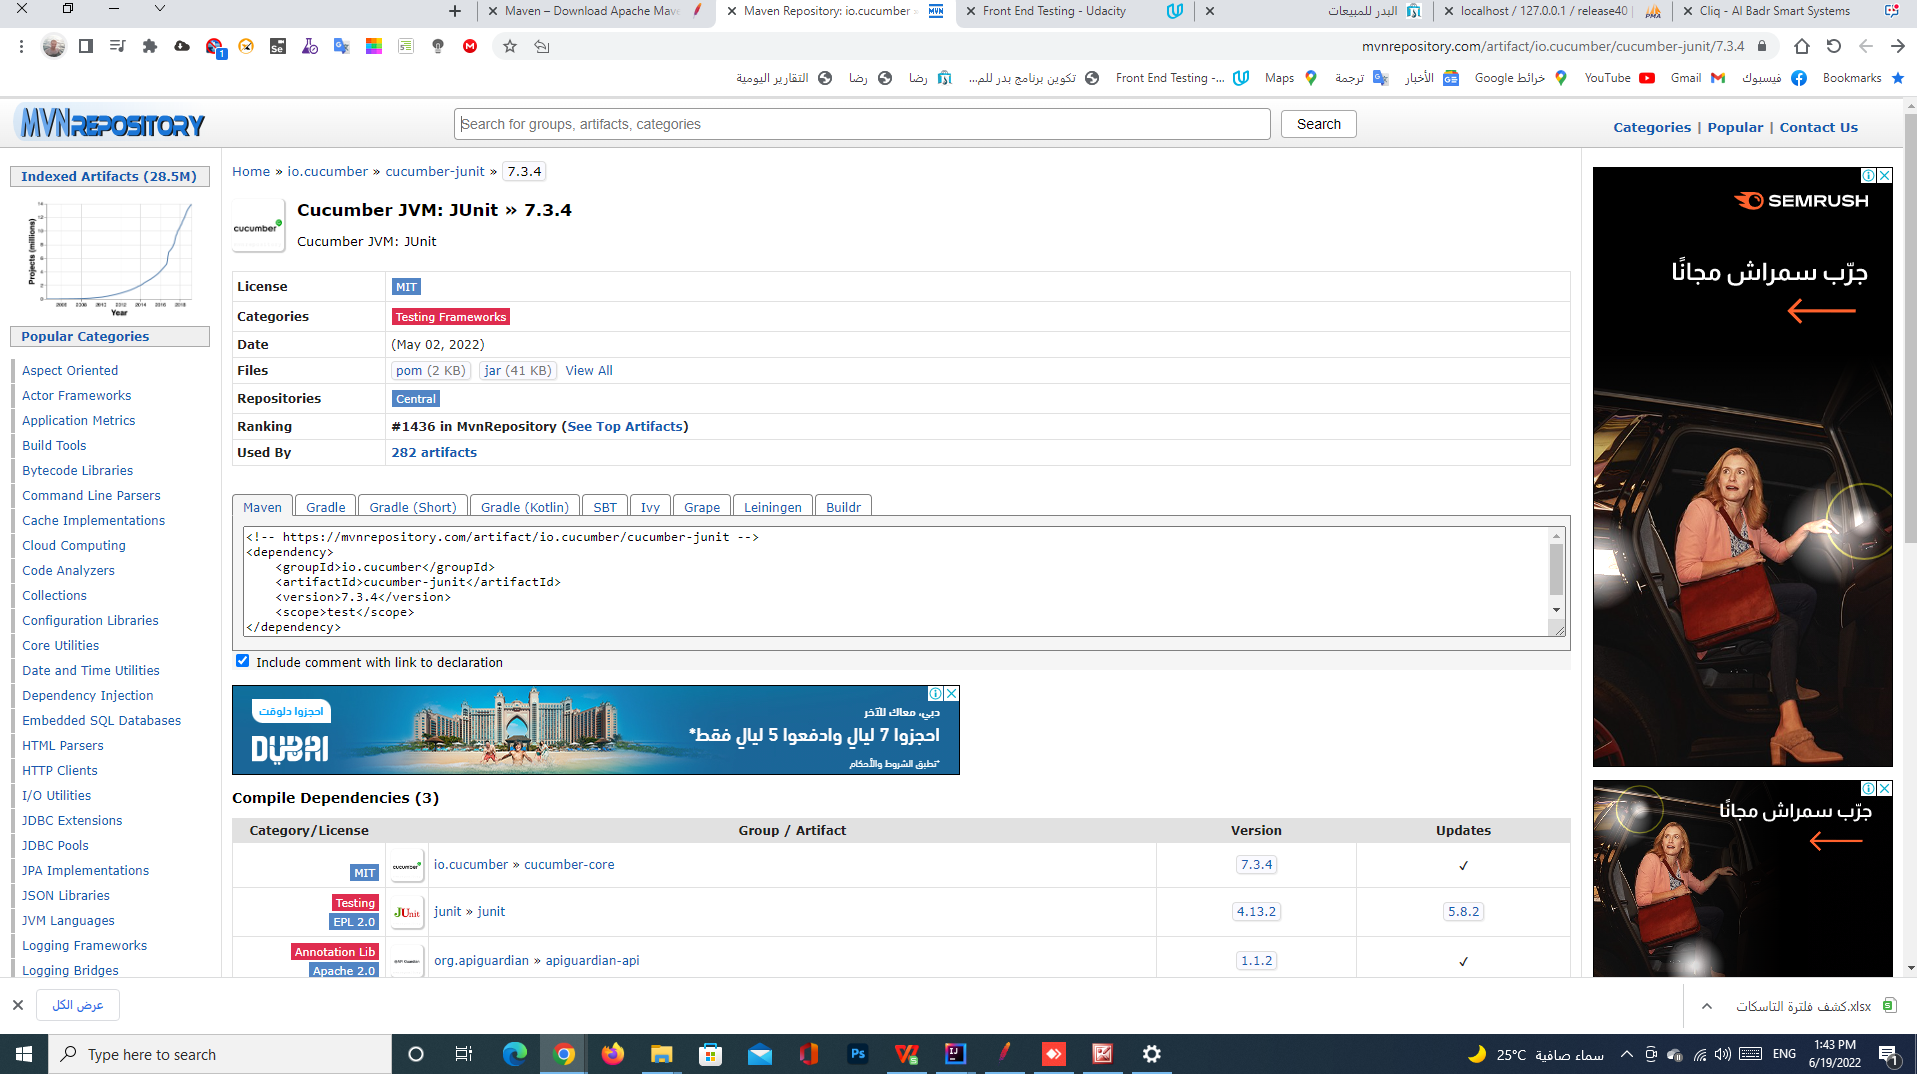 Maven – Download Apache Mav
Maven Repository: io.cucumber
Front End Testing - Udacity
البدر للمبيعات
localhost / 127.0.0.1 / release40
Cliq - Al Badr Smart Systems
mvnrepository.com/artifact/io.cucumber/cucumber-junit/7.3.4
التقارير اليومية
رضا
رضا
تكوين برنامج بدر للم...
Front End Testing -...
Maps
ترجمة
الأخبار
خرائط Google
YouTube
Gmail
فيسبوك
Bookmarks
MVNREPOSITORY
Search for groups, artifacts, categories
Search
Categories | Popular | Contact Us
Indexed Artifacts (28.5M)
Projects (millions)
Year
Popular Categories
Aspect Oriented
Actor Frameworks
Application Metrics
Build Tools
Bytecode Libraries
Command Line Parsers
Cache Implementations
Cloud Computing
Code Analyzers
Collections
Configuration Libraries
Core Utilities
Date and Time Utilities
Dependency Injection
Embedded SQL Databases
HTML Parsers
HTTP Clients
I/O Utilities
JDBC Extensions
JDBC Pools
JPA Implementations
JSON Libraries
JVM Languages
Logging Frameworks
Logging Bridges
Home » io.cucumber » cucumber-junit » 7.3.4
cucumber
Cucumber JVM: JUnit » 7.3.4
Cucumber JVM: JUnit
License MIT
Categories Testing Frameworks
Date (May 02, 2022)
Files pom (2 KB) jar (41 KB) View All
Repositories Central
Ranking #1436 in MvnRepository (See Top Artifacts)
Used By 282 artifacts
Maven Gradle Gradle (Short) Gradle (Kotlin) SBT Ivy Grape Leiningen Buildr
<!-- https://mvnrepository.com/artifact/io.cucumber/cucumber-junit -->
<dependency>
<groupId>io.cucumber</groupId>
<artifactId>cucumber-junit</artifactId>
<version>7.3.4</version>
<scope>test</scope>
</dependency>
Include comment with link to declaration
احجزوا دلوقت
DUBAI
دبي، معاك للآخر
احجزوا 7 ليالٍ وادفعوا 5 ليالٍ فقط*
*تطبق الشروط والأحكام
Compile Dependencies (3)
Category/License Group / Artifact Version Updates
MIT cucumber io.cucumber » cucumber-core 7.3.4 ✓
Testing
EPL 2.0 JUnit junit » junit 4.13.2 5.8.2
Annotation Lib
Apache 2.0 org.apiguardian » apiguardian-api 1.1.2 ✓
SEMRUSH
جرّب سمراش مجانًا
جرّب سمراش مجانًا
عرض الكل
كشف فلترة التاسكات.xlsx
Type here to search
25°C سماء صافية
ENG
1:43 PM
6/19/2022
1